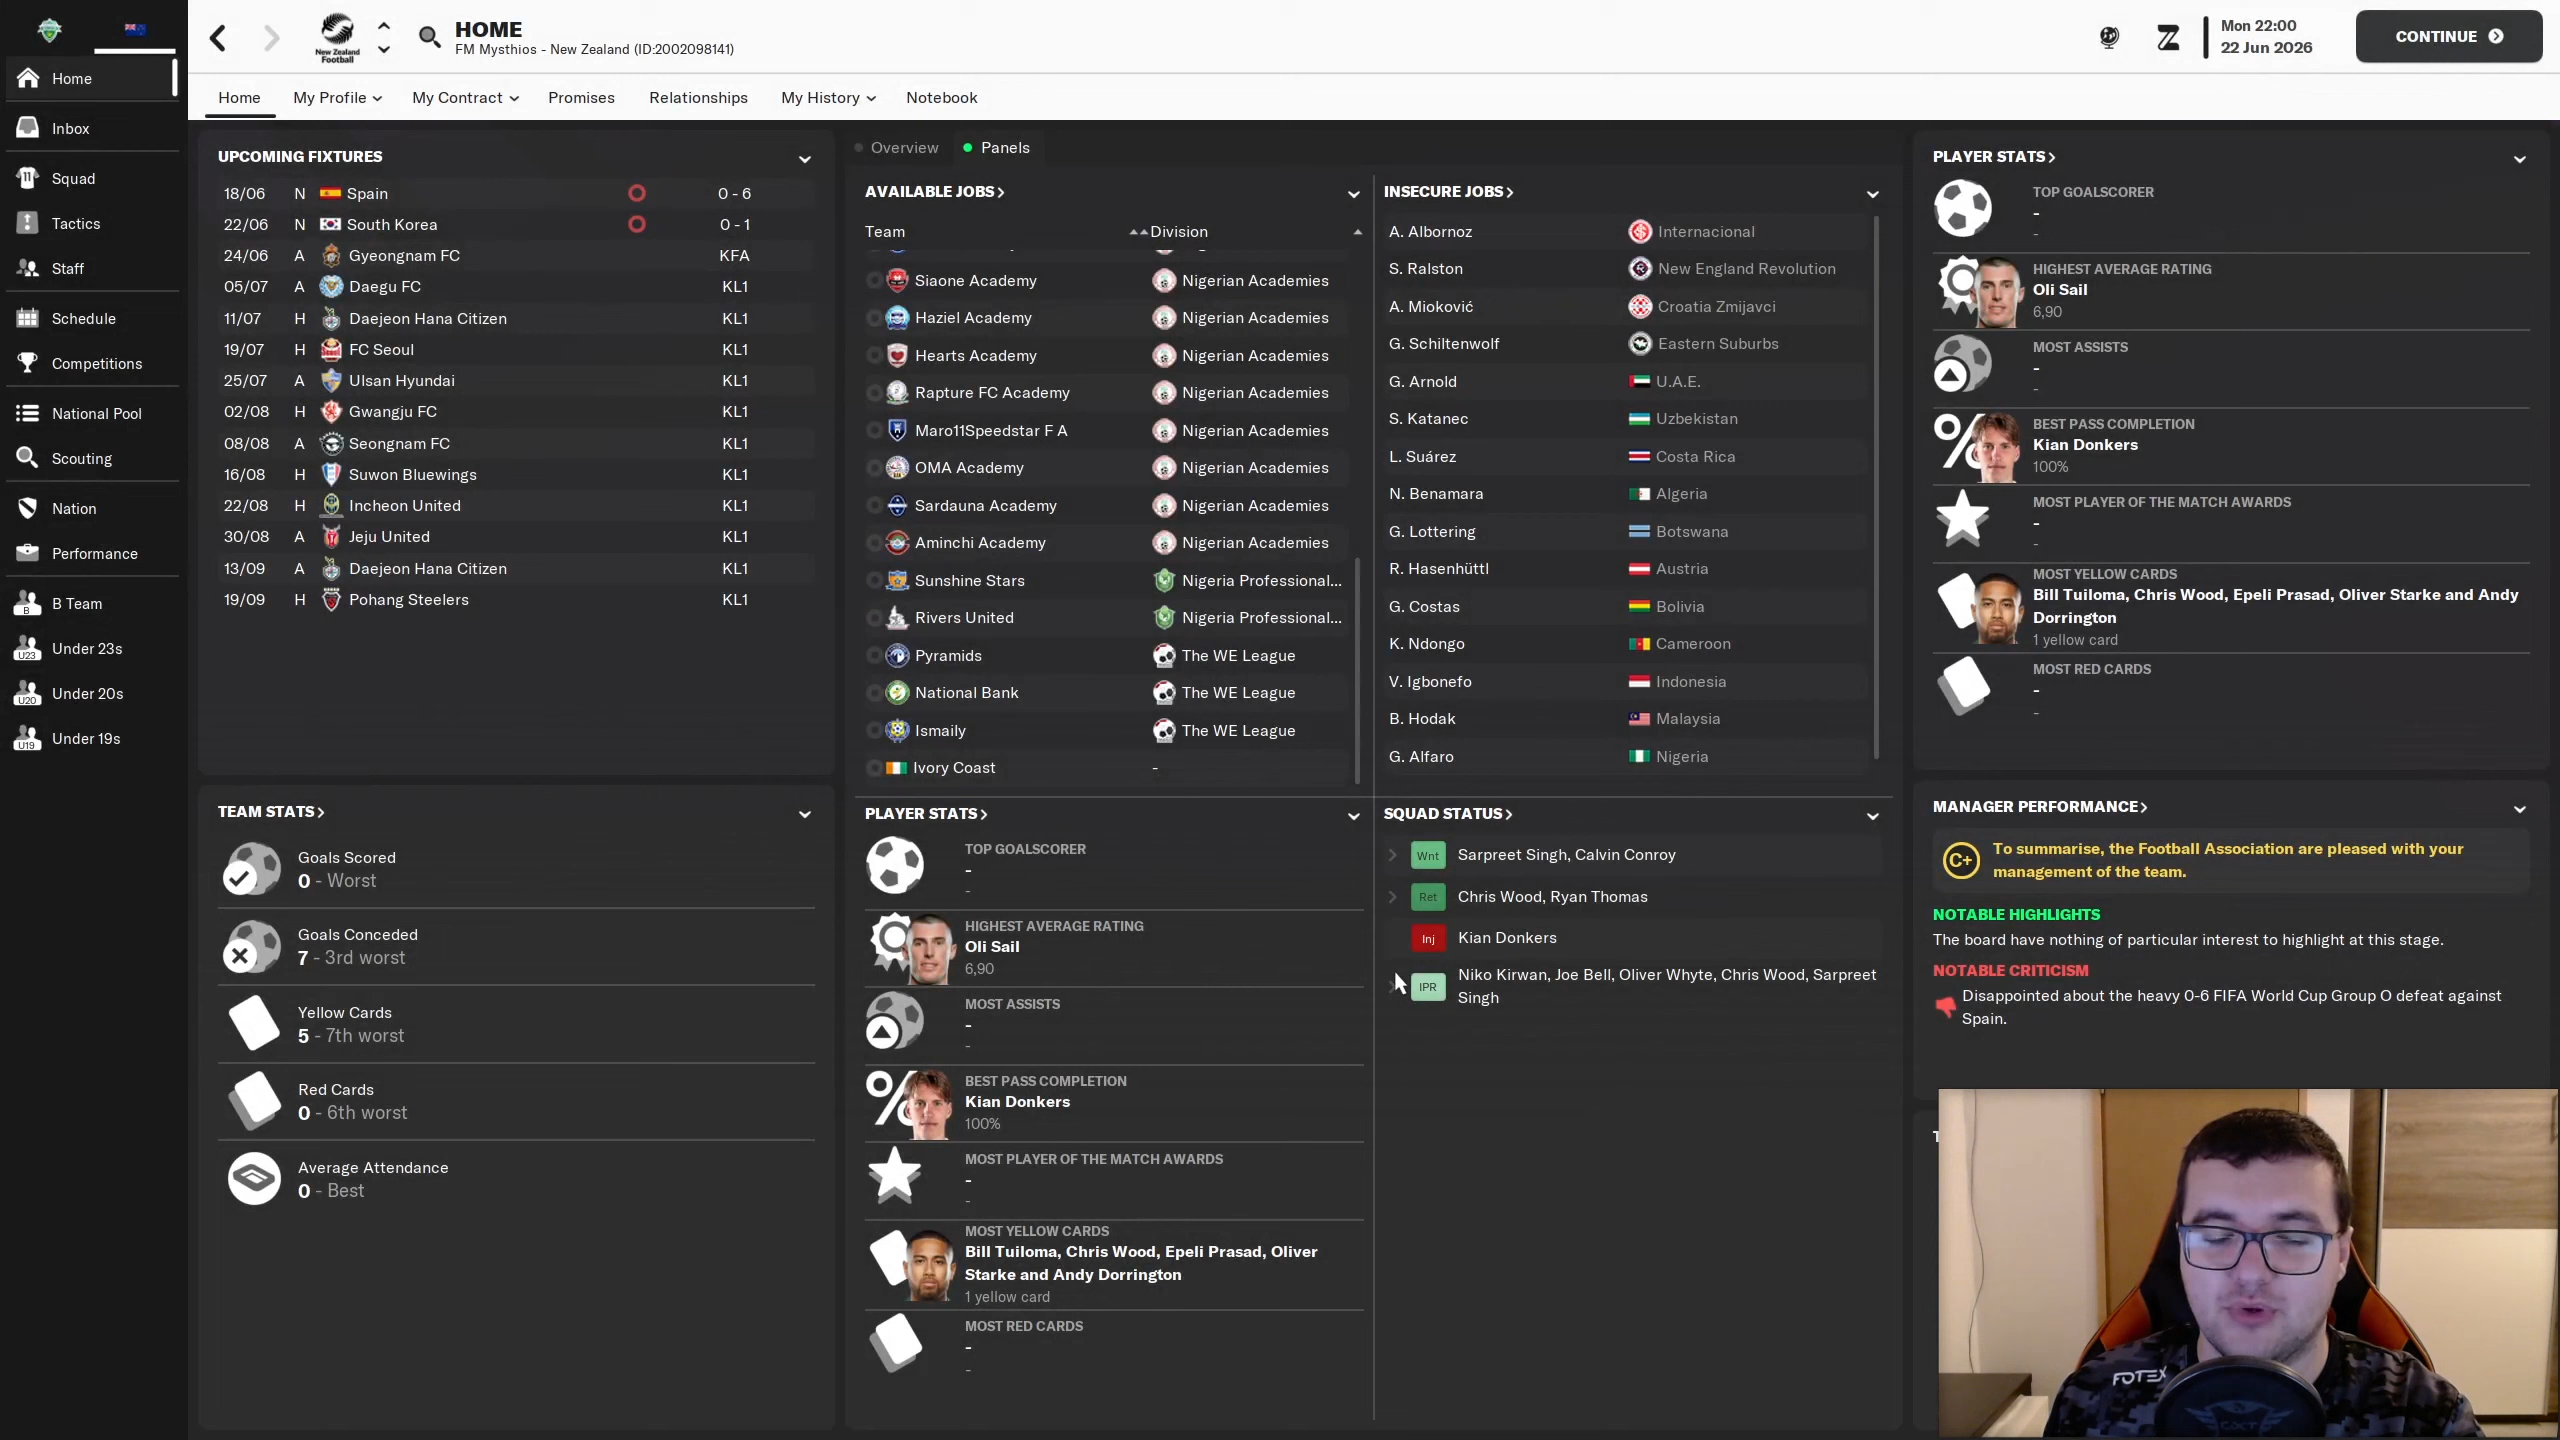 New Zealand
Football
HOME
FM Mysthios - New Zealand (ID:2002098141)
Mon 22:00
22 Jun 2026
CONTINUE
Home
Inbox
Squad
Tactics
Staff
Schedule
Competitions
National Pool
Scouting
Nation
Performance
B
B Team
U23
Under 23s
U20
Under 20s
U19
Under 19s
Home
My Profile
My Contract
Promises
Relationships
My History
Notebook
UPCOMING FIXTURES
18/06 N Spain 0 - 6
22/06 N South Korea 0 - 1
24/06 A Gyeongnam FC KFA
05/07 A Daegu FC KL1
11/07 H Daejeon Hana Citizen KL1
19/07 H FC Seoul KL1
25/07 A Ulsan Hyundai KL1
02/08 H Gwangju FC KL1
08/08 A Seongnam FC KL1
16/08 H Suwon Bluewings KL1
22/08 H Incheon United KL1
30/08 A Jeju United KL1
13/09 A Daejeon Hana Citizen KL1
19/09 H Pohang Steelers KL1
TEAM STATS
Goals Scored
0 - Worst
Goals Conceded
7 - 3rd worst
Yellow Cards
5 - 7th worst
Red Cards
0 - 6th worst
Average Attendance
0 - Best
Overview
Panels
AVAILABLE JOBS
Team Division
Siaone Academy Nigerian Academies
Haziel Academy Nigerian Academies
Hearts Academy Nigerian Academies
Rapture FC Academy Nigerian Academies
Maro11Speedstar F A Nigerian Academies
OMA Academy Nigerian Academies
Sardauna Academy Nigerian Academies
Aminchi Academy Nigerian Academies
Sunshine Stars Nigeria Professional...
Rivers United Nigeria Professional...
Pyramids The WE League
National Bank The WE League
Ismaily The WE League
Ivory Coast -
INSECURE JOBS
A. Albornoz Internacional
S. Ralston New England Revolution
A. Mioković Croatia Zmijavci
G. Schiltenwolf Eastern Suburbs
G. Arnold U.A.E.
S. Katanec Uzbekistan
L. Suárez Costa Rica
N. Benamara Algeria
G. Lottering Botswana
R. Hasenhüttl Austria
G. Costas Bolivia
K. Ndongo Cameroon
V. Igbonefo Indonesia
B. Hodak Malaysia
G. Alfaro Nigeria
PLAYER STATS
TOP GOALSCORER
-
-
HIGHEST AVERAGE RATING
Oli Sail
6,90
MOST ASSISTS
-
-
BEST PASS COMPLETION
Kian Donkers
100%
MOST PLAYER OF THE MATCH AWARDS
-
-
MOST YELLOW CARDS
Bill Tuiloma, Chris Wood, Epeli Prasad, Oliver
Starke and Andy Dorrington
1 yellow card
MOST RED CARDS
-
-
SQUAD STATUS
Wnt Sarpreet Singh, Calvin Conroy
Ret Chris Wood, Ryan Thomas
Inj Kian Donkers
IPR Niko Kirwan, Joe Bell, Oliver Whyte, Chris Wood, Sarpreet
Singh
PLAYER STATS
TOP GOALSCORER
-
-
HIGHEST AVERAGE RATING
Oli Sail
6,90
MOST ASSISTS
-
-
BEST PASS COMPLETION
Kian Donkers
100%
MOST PLAYER OF THE MATCH AWARDS
-
-
MOST YELLOW CARDS
Bill Tuiloma, Chris Wood, Epeli Prasad, Oliver Starke and Andy
Dorrington
1 yellow card
MOST RED CARDS
-
-
MANAGER PERFORMANCE
C+
To summarise, the Football Association are pleased with your
management of the team.
NOTABLE HIGHLIGHTS
The board have nothing of particular interest to highlight at this stage.
NOTABLE CRITICISM
Disappointed about the heavy 0-6 FIFA World Cup Group O defeat against
Spain.
FOTEX